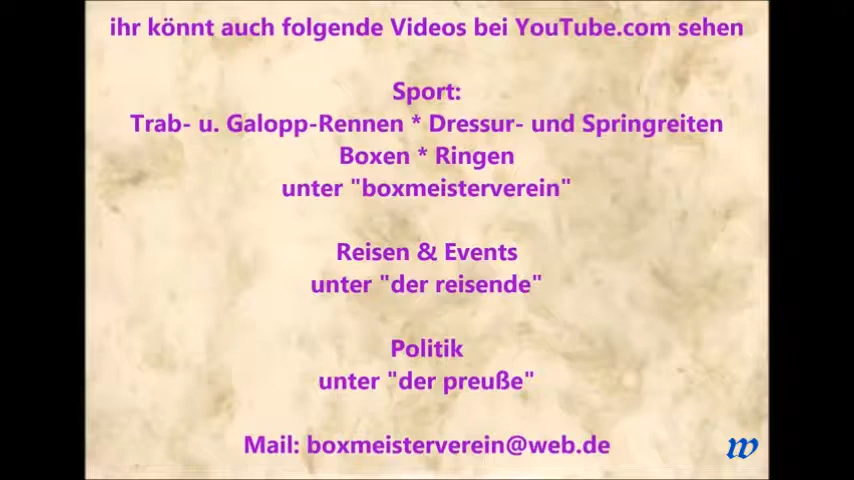 ihr könnt auch folgende Videos bei YouTube.com sehen
Sport:
Trab- u. Galopp-Rennen * Dressur- und Springreiten
Boxen * Ringen
unter "boxmeisterverein"
Reisen & Events
unter "der reisende"
Politik
unter "der preuße"
Mail: boxmeisterverein@web.de
w